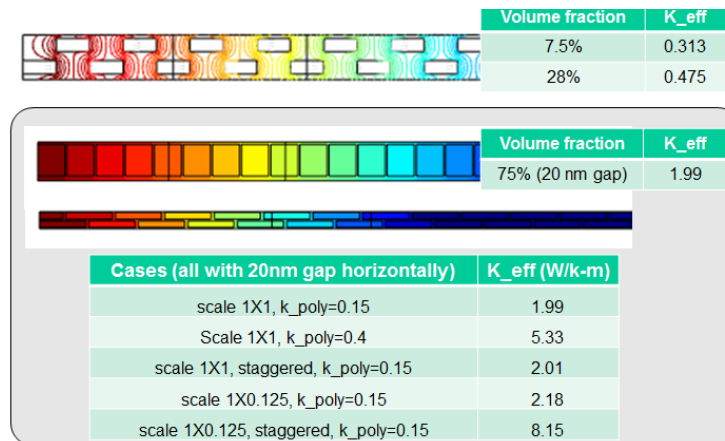 Volume fraction K_eff
7.5% 0.313
28% 0.475
Volume fraction K_eff
75% (20 nm gap) 1.99
Cases (all with 20nm gap horizontally) K_eff (W/k-m)
scale 1X1, k_poly=0.15 1.99
Scale 1X1, k_poly=0.4 5.33
scale 1X1, staggered, k_poly=0.15 2.01
scale 1X0.125, k_poly=0.15 2.18
scale 1X0.125, staggered, k_poly=0.15 8.15